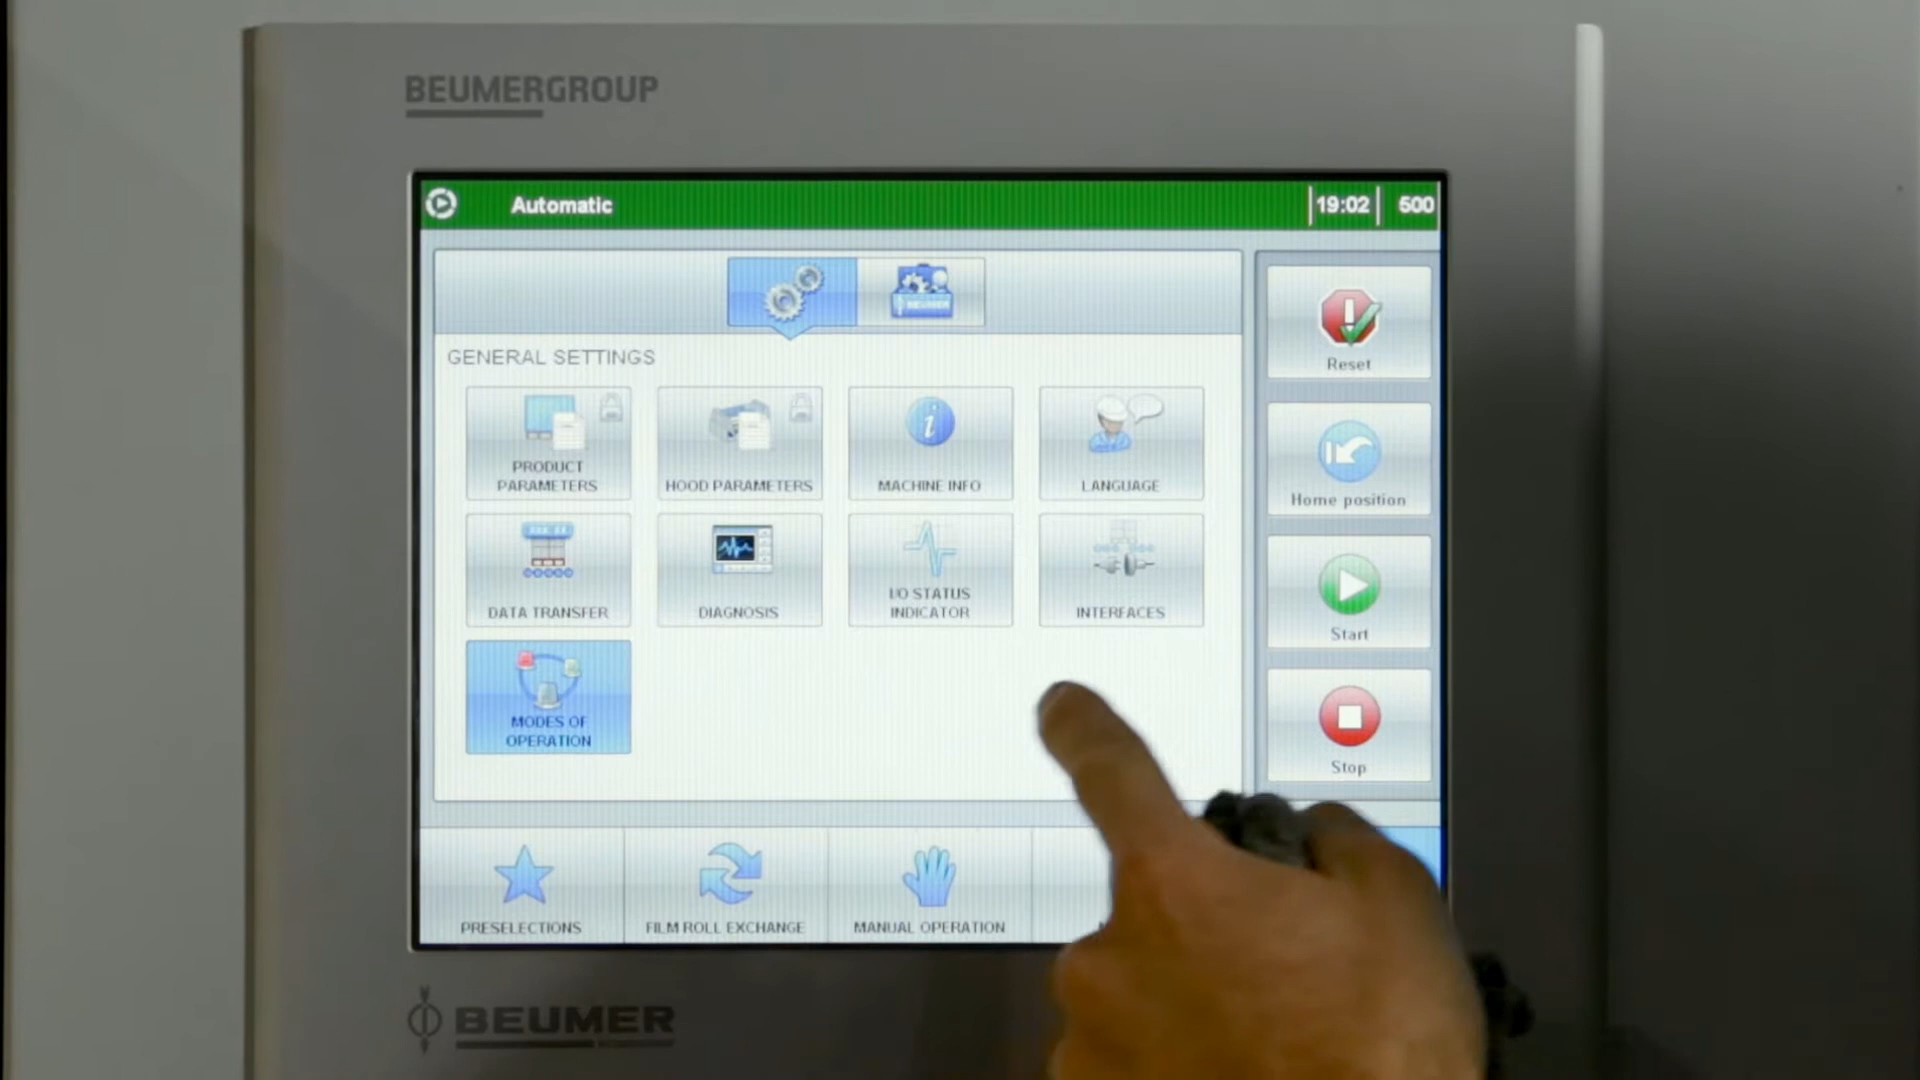 BEUMERGROUP
Automatic
19:02
500
BEUMER
GENERAL SETTINGS
PRODUCT
PARAMETERS
HOOD PARAMETERS
MACHINE INFO
LANGUAGE
DATA TRANSFER
DIAGNOSIS
I/O STATUS
INDICATOR
INTERFACES
MODES OF
OPERATION
Reset
Home position
Start
Stop
PRESELECTIONS
FILM ROLL EXCHANGE
MANUAL OPERATION
BEUMER